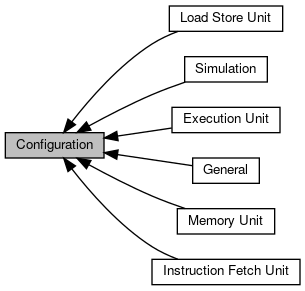 Load Store Unit
Simulation
Execution Unit
Configuration
General
Memory Unit
Instruction Fetch Unit